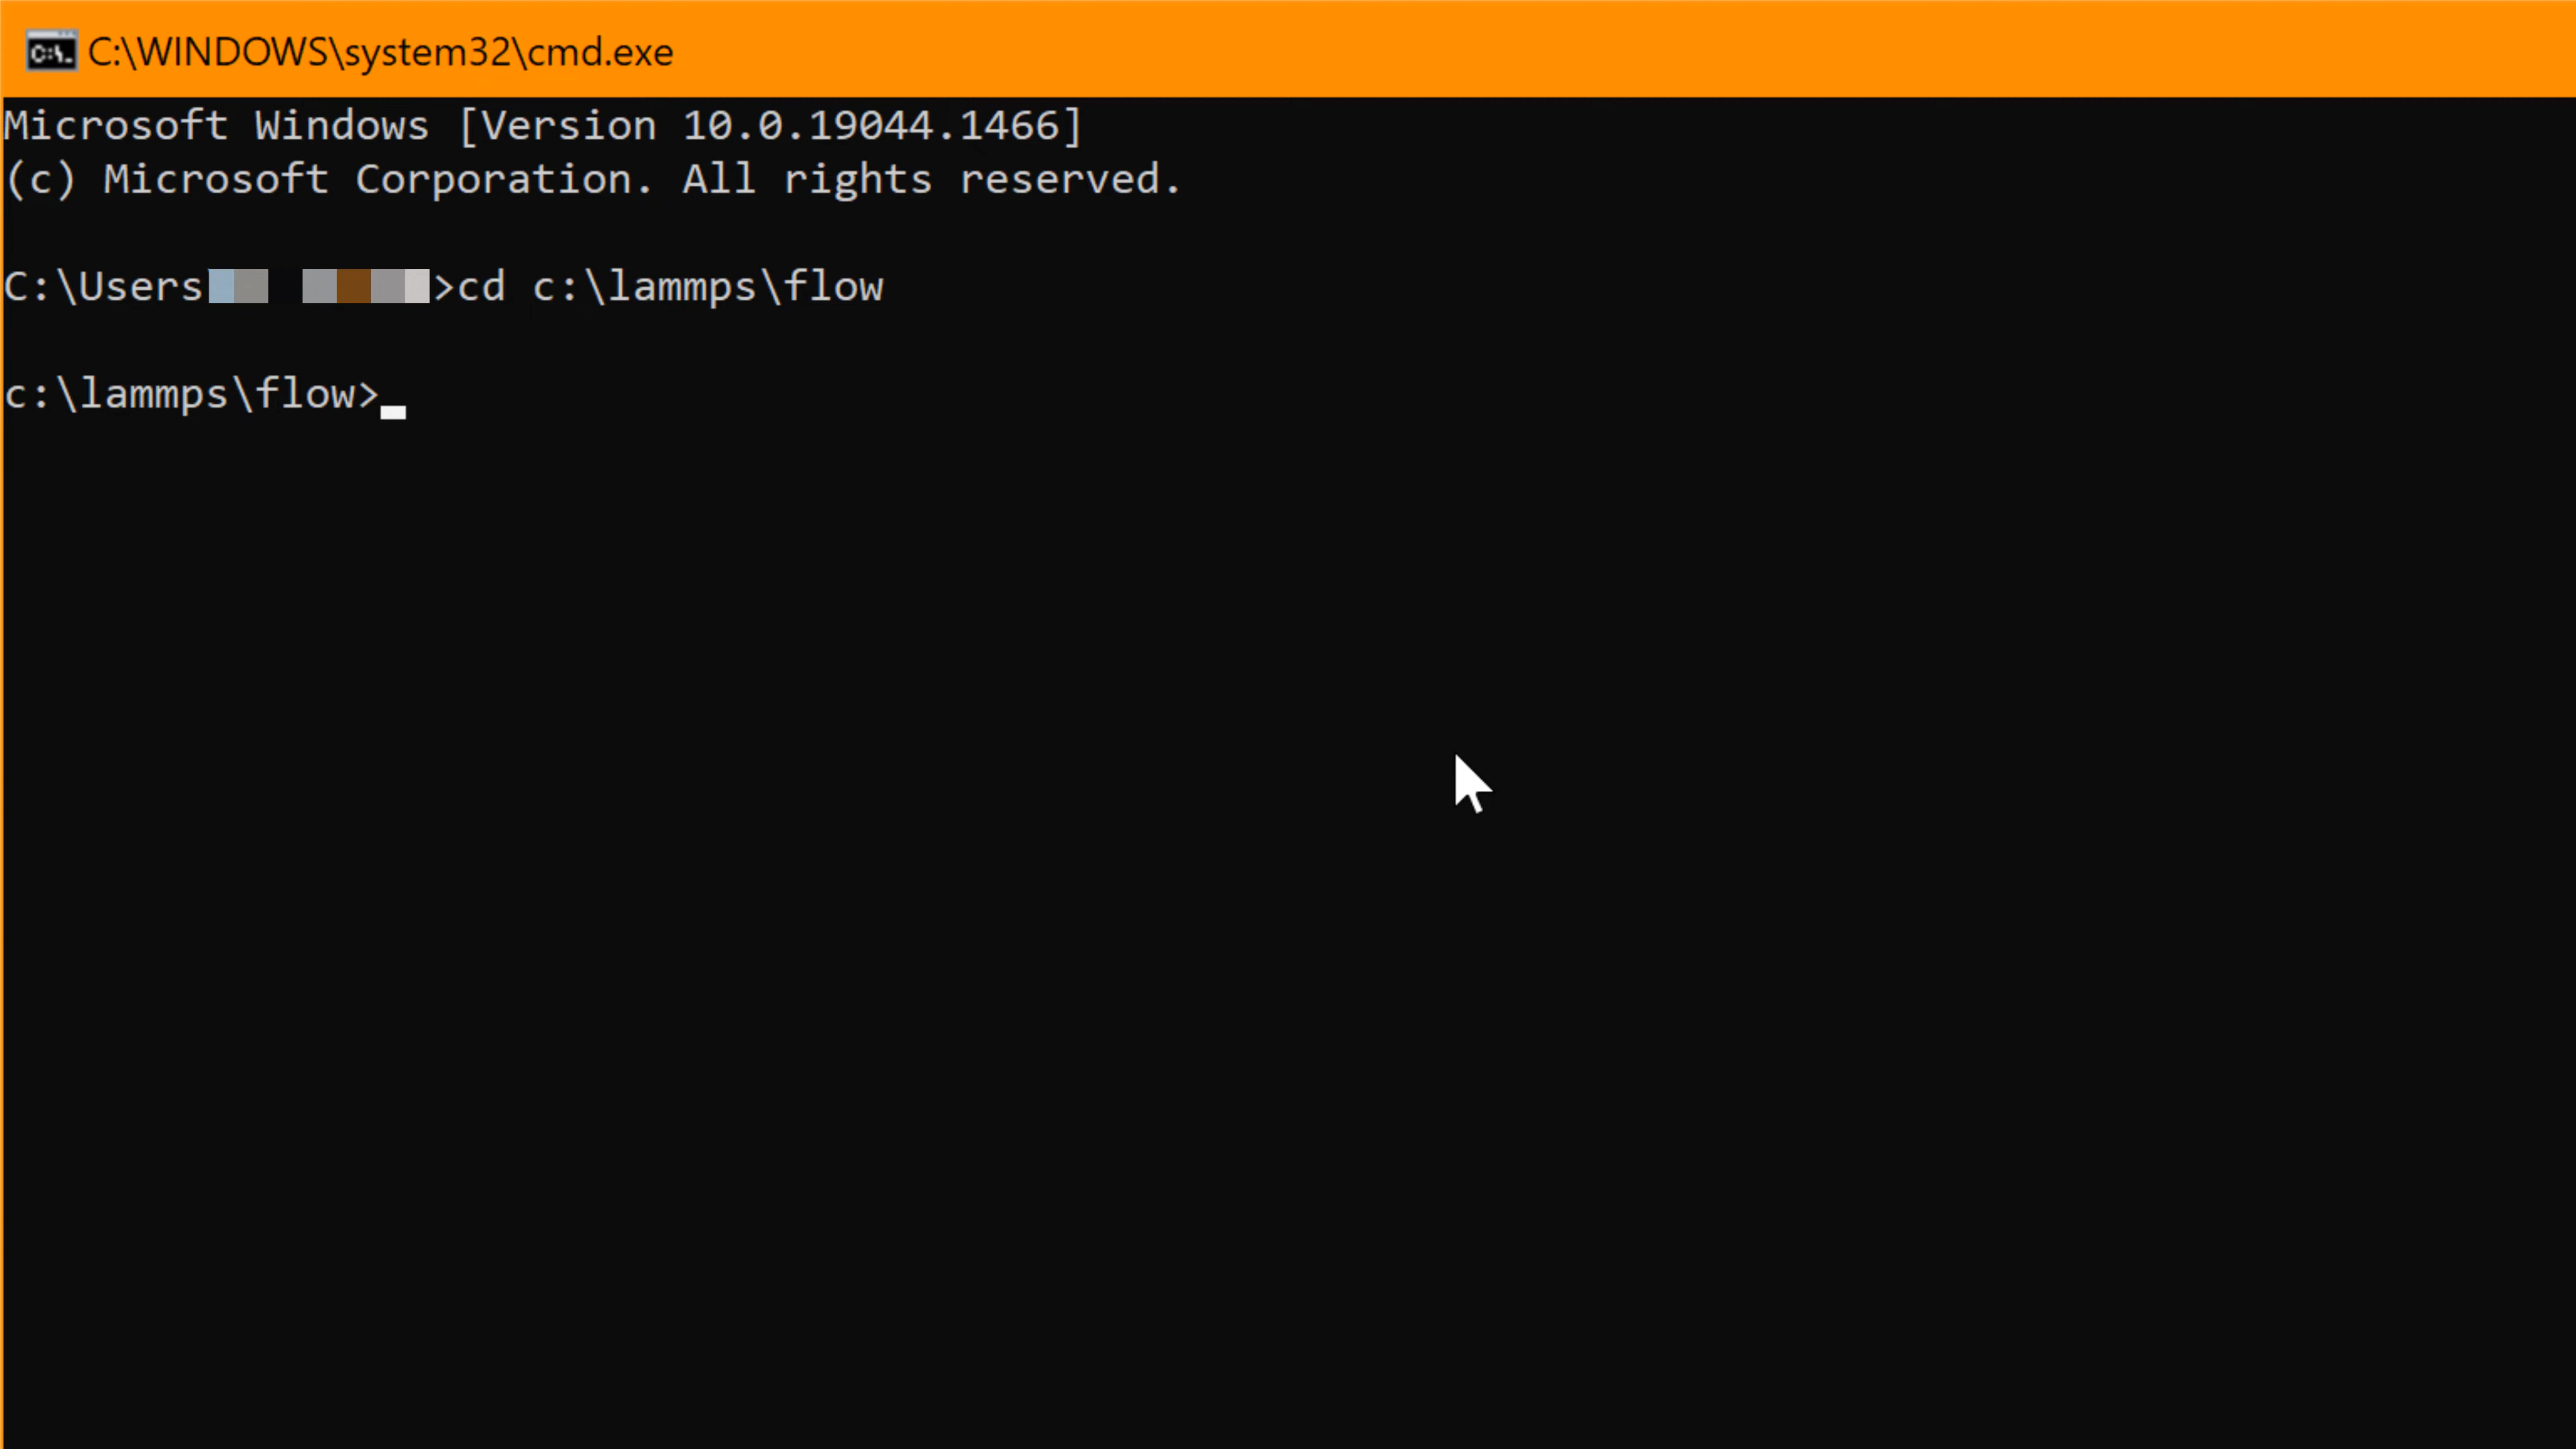 C:\WINDOWS\system32\cmd.exe
Microsoft Windows [Version 10.0.19044.1466]
(c) Microsoft Corporation. All rights reserved.
C:\Users>cd c:\lammps\flow
c:\lammps\flow>